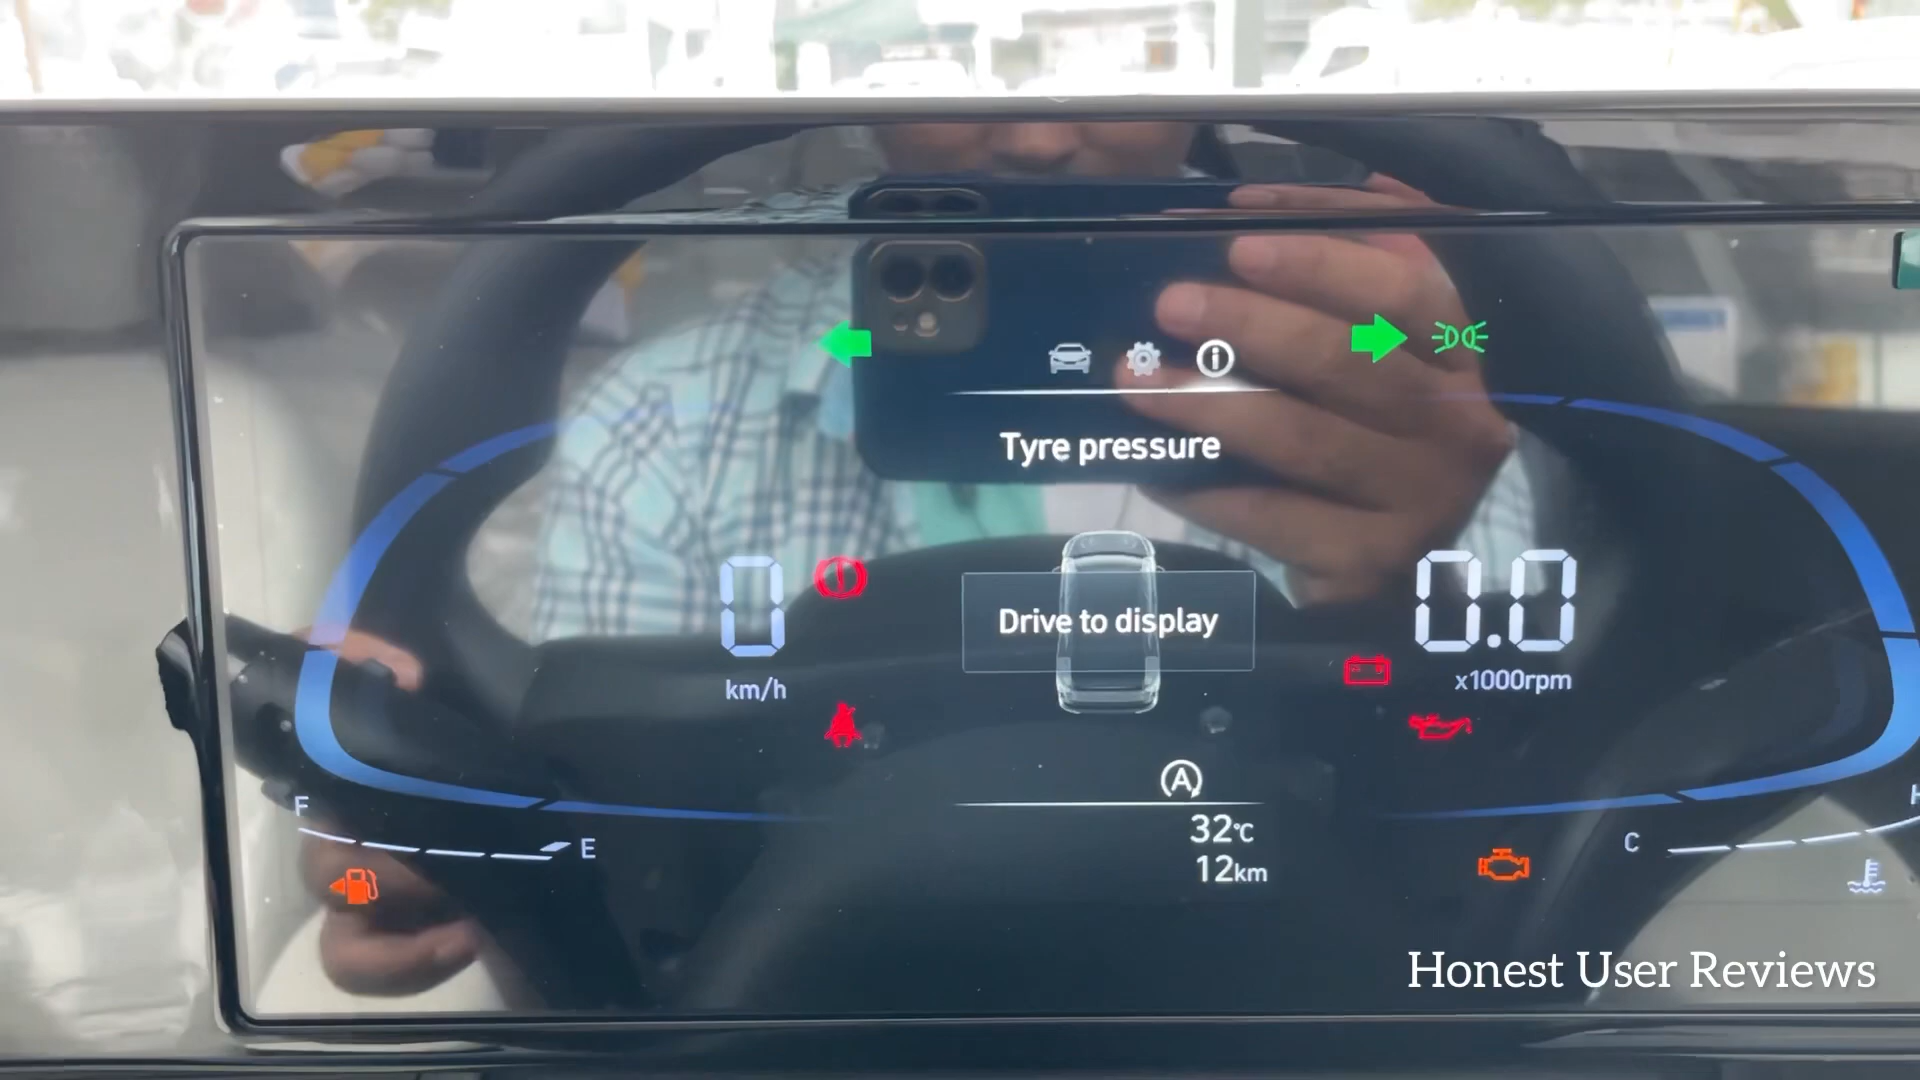 Tyre pressure
0
km/h
Drive to display
0.0
x1000rpm
A
32°C
12km
F
E
C
H
Honest User Reviews